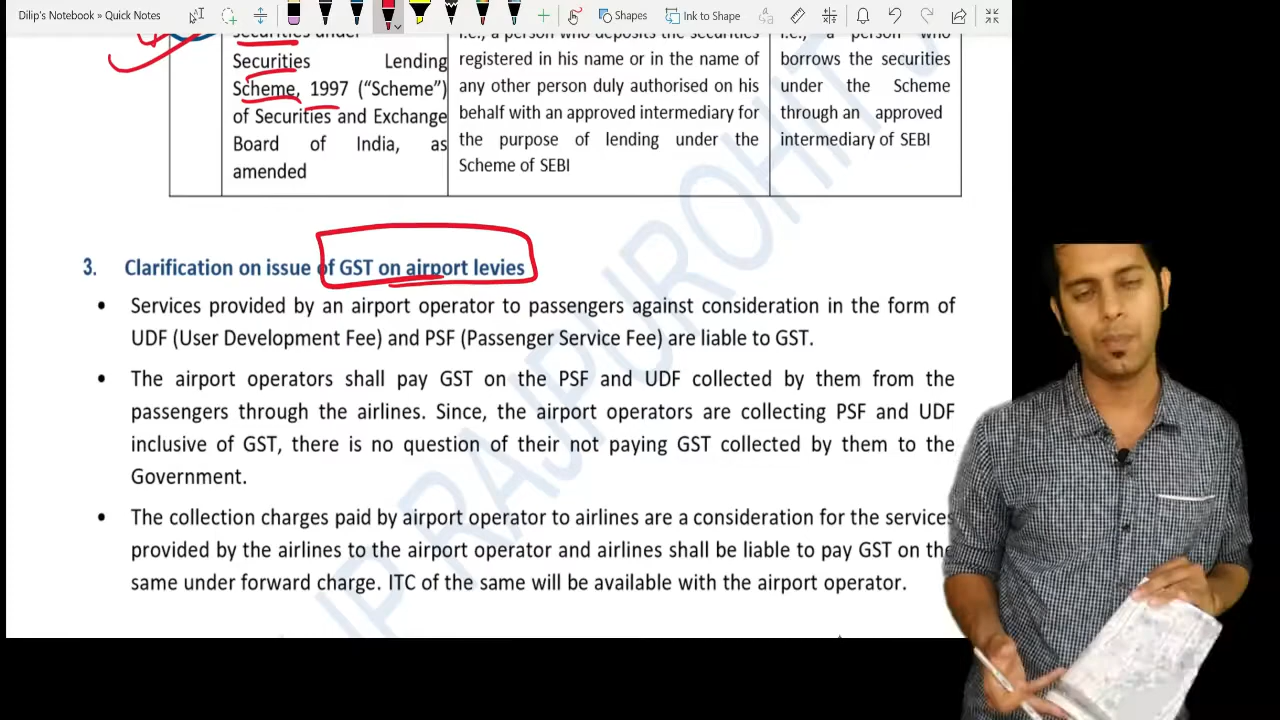 Dilip's Notebook » Quick Notes
Shapes
Ink to Shape
securities under
Securities Lending
Scheme, 1997 (“Scheme”)
of Securities and Exchange
Board of India, as
amended
i.e., a person who deposits the securities
registered in his name or in the name of
any other person duly authorised on his
behalf with an approved intermediary for
the purpose of lending under the
Scheme of SEBI
i.e., a person who
borrows the securities
under the Scheme
through an approved
intermediary of SEBI
3. Clarification on issue of GST on airport levies
• Services provided by an airport operator to passengers against consideration in the form of
UDF (User Development Fee) and PSF (Passenger Service Fee) are liable to GST.
• The airport operators shall pay GST on the PSF and UDF collected by them from the
passengers through the airlines. Since, the airport operators are collecting PSF and UDF
inclusive of GST, there is no question of their not paying GST collected by them to the
Government.
• The collection charges paid by airport operator to airlines are a consideration for the services
provided by the airlines to the airport operator and airlines shall be liable to pay GST on the
same under forward charge. ITC of the same will be available with the airport operator.
RAJPUROHIT